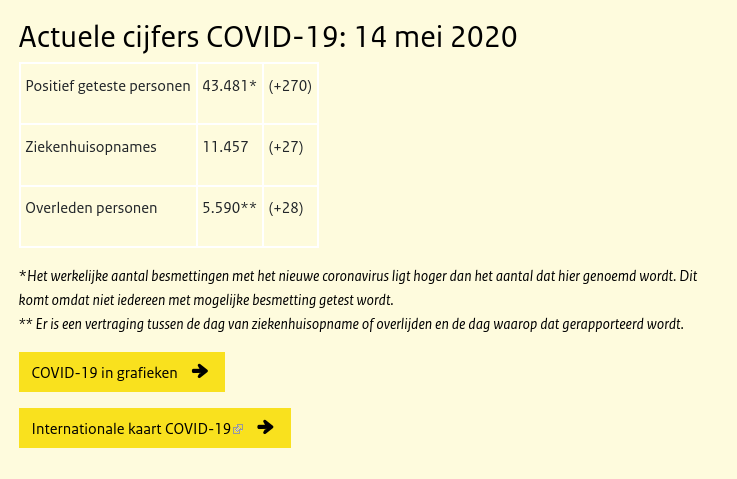 Actuele cijfers COVID-19: 14 mei 2020
Positief geteste personen 43.481* (+270)
Ziekenhuisopnames 11.457 (+27)
Overleden personen 5.590** (+28)
*Het werkelijke aantal besmettingen met het nieuwe coronavirus ligt hoger dan het aantal dat hier genoemd wordt. Dit
komt omdat niet iedereen met mogelijke besmetting getest wordt.
** Er is een vertraging tussen de dag van ziekenhuisopname of overlijden en de dag waarop dat gerapporteerd wordt.
COVID-19 in grafieken
Internationale kaart COVID-19